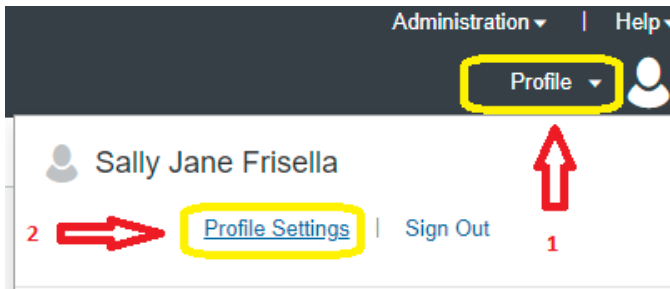 Administration | Help
Profile
Sally Jane Frisella
2 Profile Settings | Sign Out
1